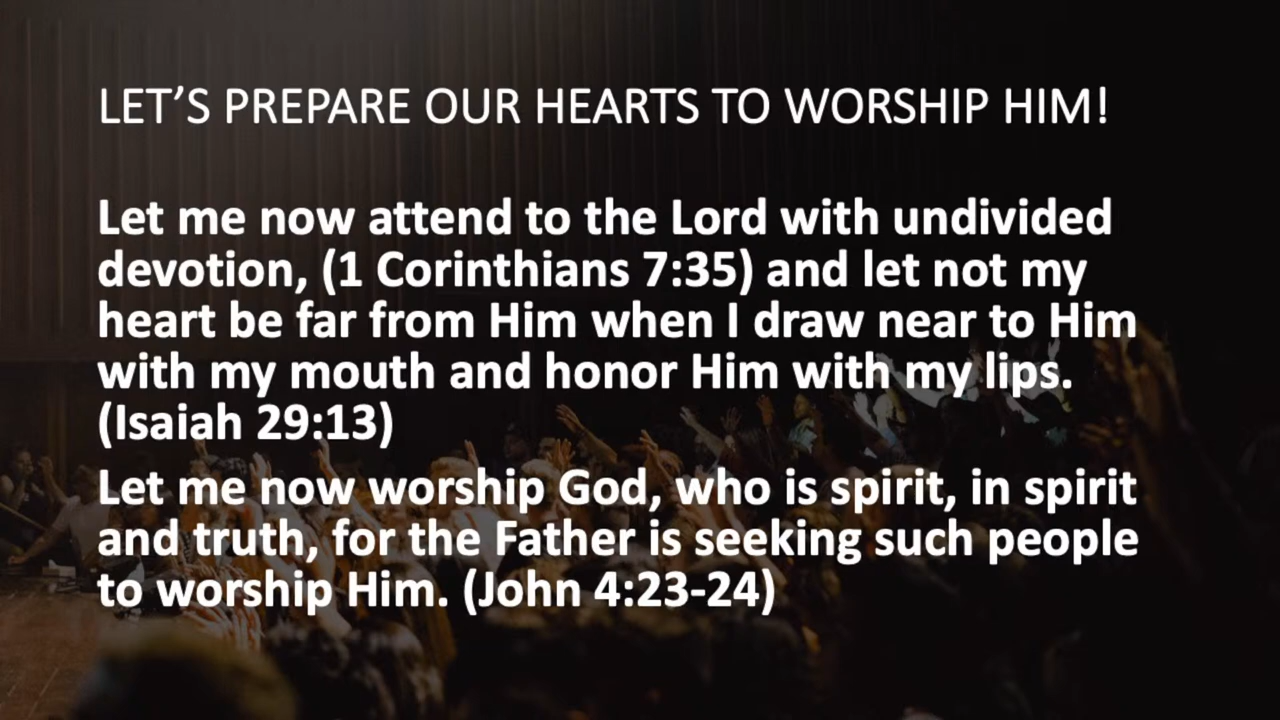 LET’S PREPARE OUR HEARTS TO WORSHIP HIM!
Let me now attend to the Lord with undivided
devotion, (1 Corinthians 7:35) and let not my
heart be far from Him when I draw near to Him
with my mouth and honor Him with my lips.
(Isaiah 29:13)
Let me now worship God, who is spirit, in spirit
and truth, for the Father is seeking such people
to worship Him. (John 4:23-24)